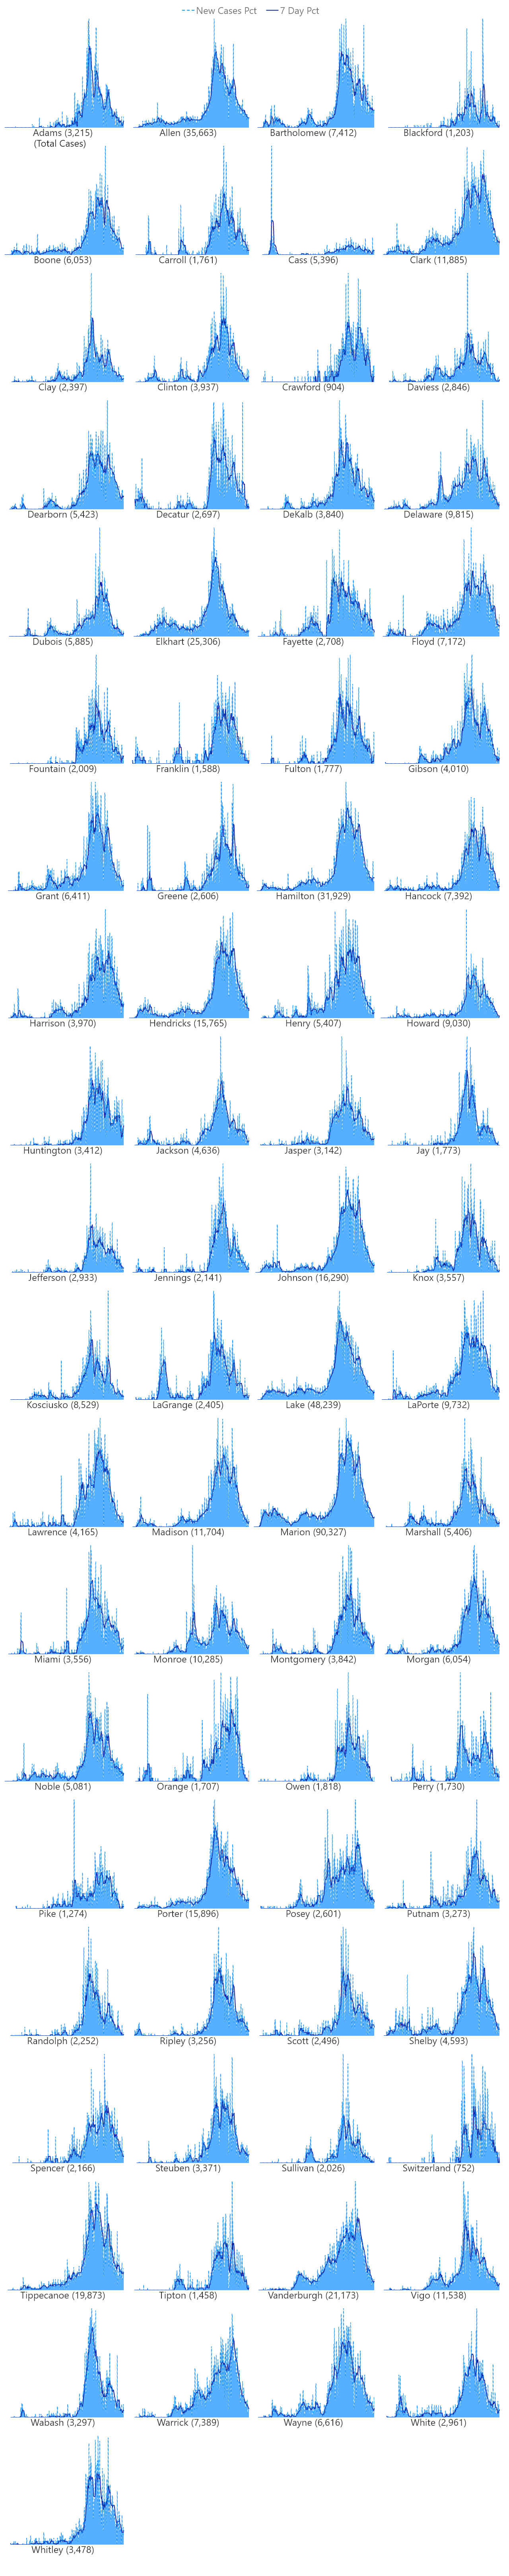 New Cases Pct 7 Day Pct
Adams (3,215) Allen (35,663) Bartholomew (7,412) Blackford (1,203)
(Total Cases)
Boone (6,053) Carroll (1,761) Cass (5,396) Clark (11,885)
Clay (2,397) Clinton (3,937) Crawford (904) Daviess (2,846)
Dearborn (5,423) Decatur (2,697) DeKalb (3,840) Delaware (9,815)
Dubois (5,885) Elkhart (25,306) Fayette (2,708) Floyd (7,172)
Fountain (2,009) Franklin (1,588) Fulton (1,777) Gibson (4,010)
Grant (6,411) Greene (2,606) Hamilton (31,929) Hancock (7,392)
Harrison (3,970) Hendricks (15,765) Henry (5,407) Howard (9,030)
Huntington (3,412) Jackson (4,636) Jasper (3,142) Jay (1,773)
Jefferson (2,933) Jennings (2,141) Johnson (16,290) Knox (3,557)
Kosciusko (8,529) LaGrange (2,405) Lake (48,239) LaPorte (9,732)
Lawrence (4,165) Madison (11,704) Marion (90,327) Marshall (5,406)
Miami (3,556) Monroe (10,285) Montgomery (3,842) Morgan (6,054)
Noble (5,081) Orange (1,707) Owen (1,818) Perry (1,730)
Pike (1,274) Porter (15,896) Posey (2,601) Putnam (3,273)
Randolph (2,252) Ripley (3,256) Scott (2,496) Shelby (4,593)
Spencer (2,166) Steuben (3,371) Sullivan (2,026) Switzerland (752)
Tippecanoe (19,873) Tipton (1,458) Vanderburgh (21,173) Vigo (11,538)
Wabash (3,297) Warrick (7,389) Wayne (6,616) White (2,961)
Whitley (3,478)